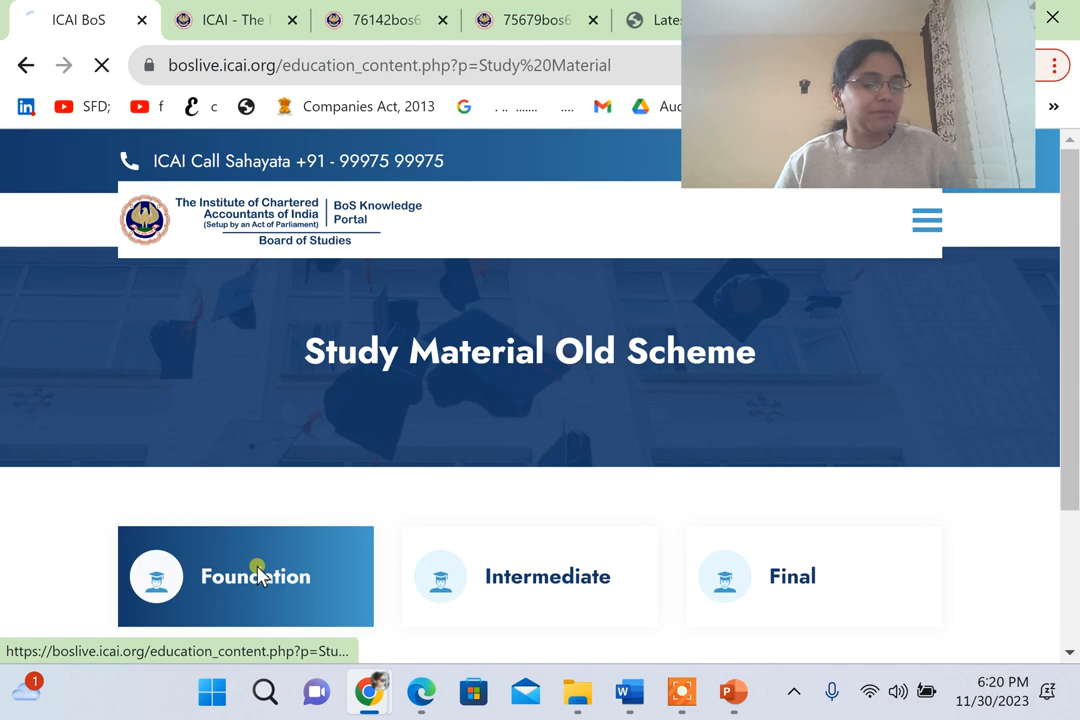 ICAI BoS
ICAI - The
76142bos6
75679bos6
Late
boslive.icai.org/education_content.php?p=Study%20Material
SFD;
f
c
Companies Act, 2013
. .. ....... ....
Auc
ICAI Call Sahayata +91 - 99975 99975
The Institute of Chartered
Accountants of India
(Setup by an Act of Parliament)
Board of Studies
BoS Knowledge
Portal
Study Material Old Scheme
Foundation
Intermediate
Final
https://boslive.icai.org/education_content.php?p=Stu...
1
6:20 PM
11/30/2023